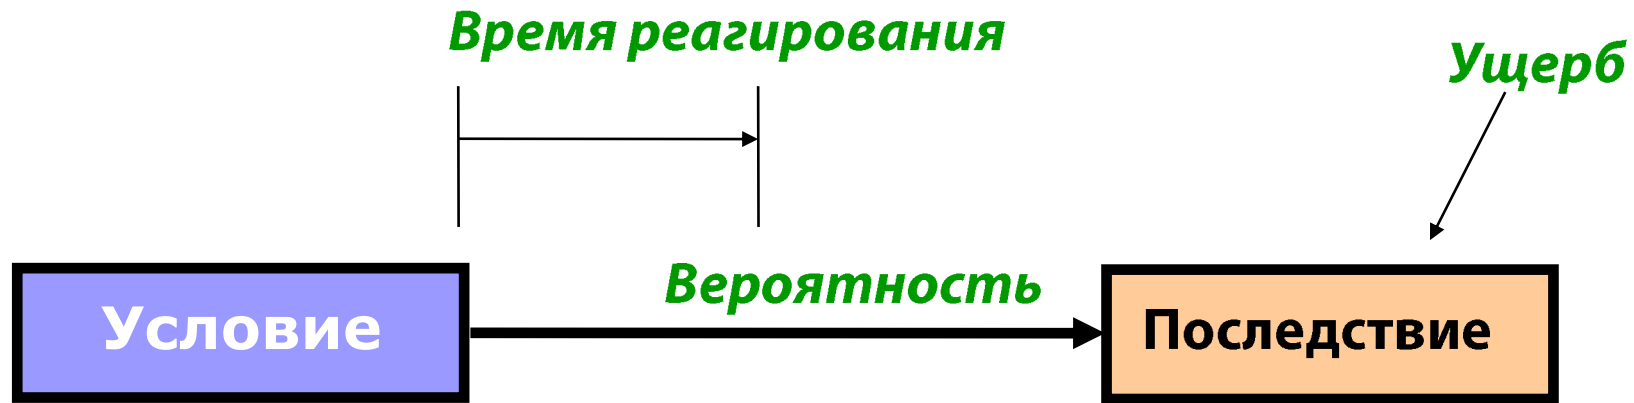 Время реагирования
Ущерб
Вероятность
Условие
Последствие